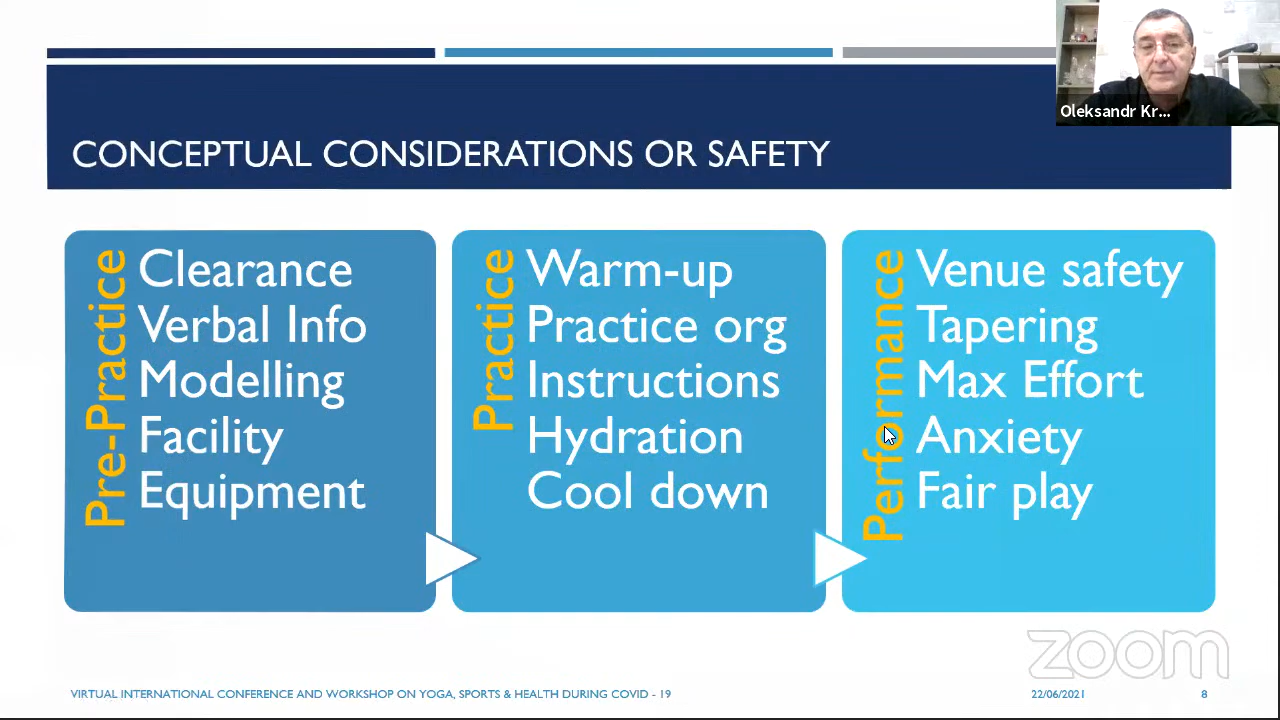 Oleksandr Kr...
CONCEPTUAL CONSIDERATIONS OR SAFETY
Pre-Practice
Clearance
Verbal Info
Modelling
Facility
Equipment
Practice
Warm-up
Practice org
Instructions
Hydration
Cool down
Performance
Venue safety
Tapering
Max Effort
Anxiety
Fair play
zoom
VIRTUAL INTERNATIONAL CONFERENCE AND WORKSHOP ON YOGA, SPORTS & HEALTH DURING COVID - 19
22/06/2021
8